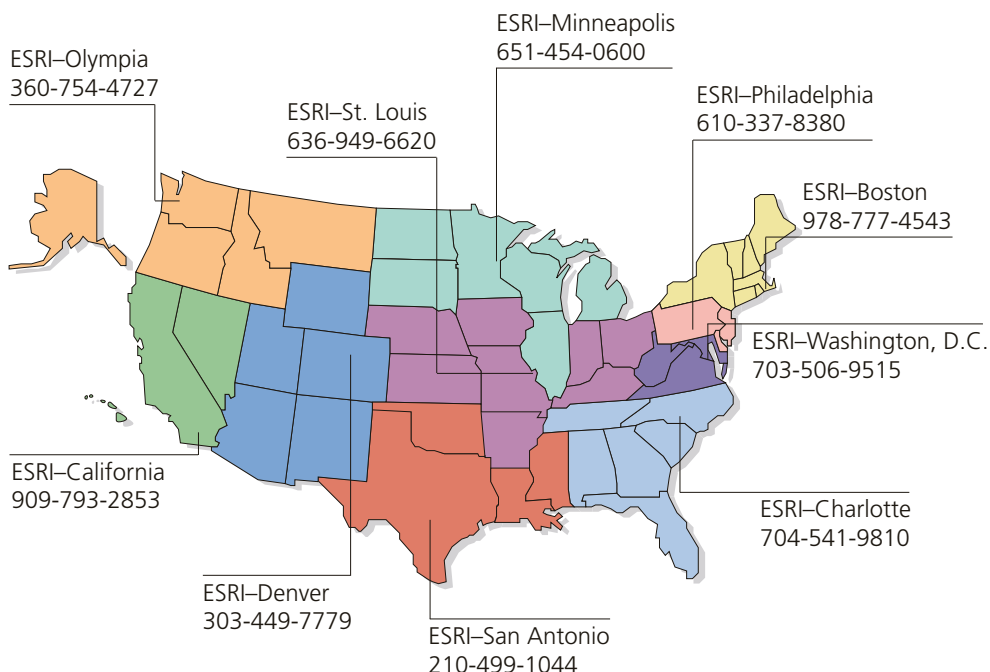 ESRI–Minneapolis
651-454-0600
ESRI–Olympia
360-754-4727
ESRI–St. Louis
636-949-6620
ESRI–Philadelphia
610-337-8380
ESRI–Boston
978-777-4543
ESRI–Washington, D.C.
703-506-9515
ESRI–California
909-793-2853
ESRI–Charlotte
704-541-9810
ESRI–Denver
303-449-7779
ESRI–San Antonio
210-499-1044